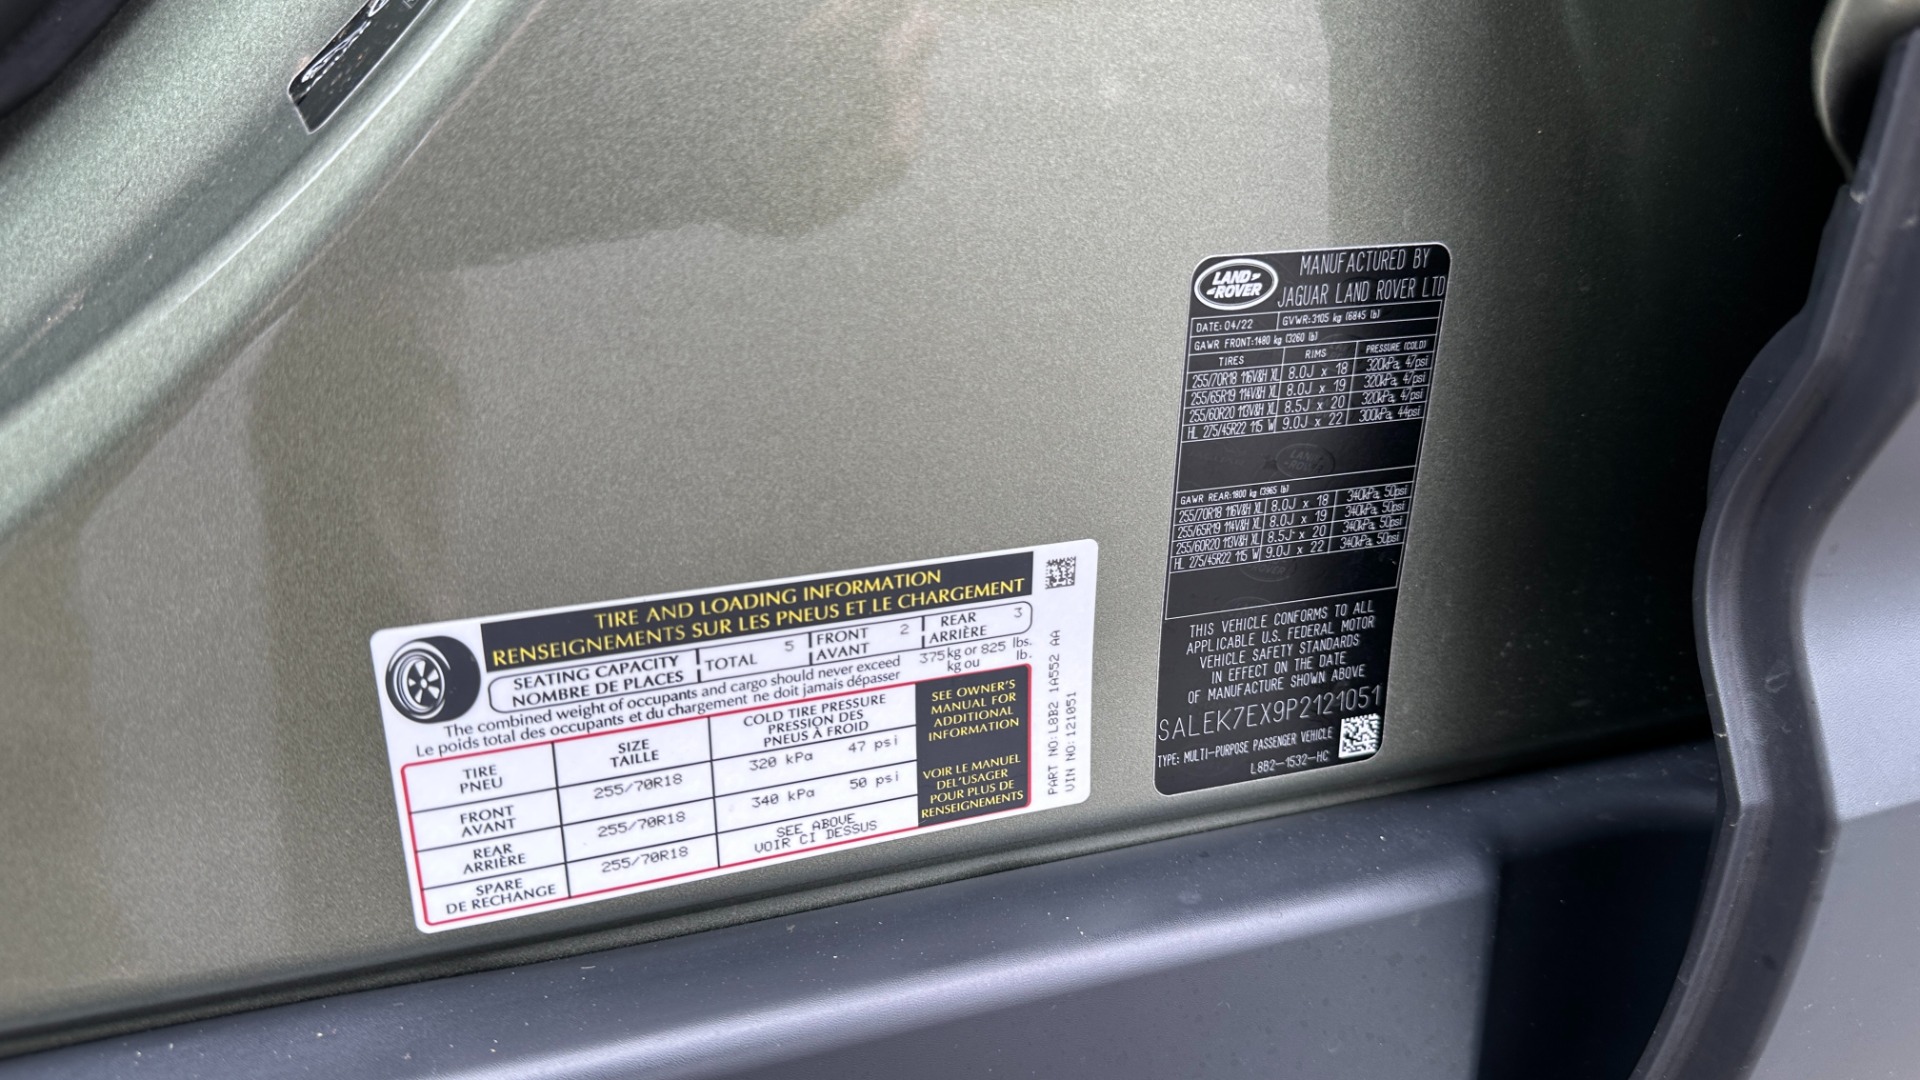 TIRE AND LOADING INFORMATION
RENSEIGNEMENTS SUR LES PNEUS ET LE CHARGEMENT
SEATING CAPACITY
NOMBRE DE PLACES
TOTAL 5
FRONT
AVANT 2
REAR
ARRIÈRE 3
The combined weight of occupants and cargo should never exceed 375kg or 825 lbs.
Le poids total des occupants et du chargement ne doit jamais dépasser kg ou lb.
TIRE
PNEU
SIZE
TAILLE
COLD TIRE PRESSURE
PRESSION DES
PNEUS À FROID
FRONT
AVANT
255/70R18
320 kPa 47 psi
REAR
ARRIÈRE
255/70R18
340 kPa 50 psi
SPARE
DE RECHANGE
255/70R18
SEE ABOVE
VOIR CI DESSUS
SEE OWNER'S
MANUAL FOR
ADDITIONAL
INFORMATION
VOIR LE MANUEL
DEL'USAGER
POUR PLUS DE
RENSEIGNEMENTS
PART NO:L8B2 1A552 AA
VIN NO:121051
LAND
ROVER
MANUFACTURED BY
JAGUAR LAND ROVER LTD
DATE: 04/22 GVWR:3105 kg (6845 lb)
GAWR FRONT:1480 kg (3260 lb)
TIRES RIMS PRESSURE (COLD)
255/70R18 116V&H XL 8.0J x 18 320kPa, 47psi
255/65R19 114V&H XL 8.0J x 19 320kPa, 47psi
255/60R20 113V&H XL 8.5J x 20 320kPa, 47psi
HL 275/45R22 115 W 9.0J x 22 300kPa, 44psi
GAWR REAR:1800 kg (3965 lb)
255/70R18 116V&H XL 8.0J x 18 340kPa, 50psi
255/65R19 114V&H XL 8.0J x 19 340kPa, 50psi
255/60R20 113V&H XL 8.5J x 20 340kPa, 50psi
HL 275/45R22 115 W 9.0J x 22 340kPa, 50psi
THIS VEHICLE CONFORMS TO ALL
APPLICABLE U.S. FEDERAL MOTOR
VEHICLE SAFETY STANDARDS
IN EFFECT ON THE DATE
OF MANUFACTURE SHOWN ABOVE
SALEK7EX9P2121051
TYPE: MULTI-PURPOSE PASSENGER VEHICLE
L8B2-1532-HC